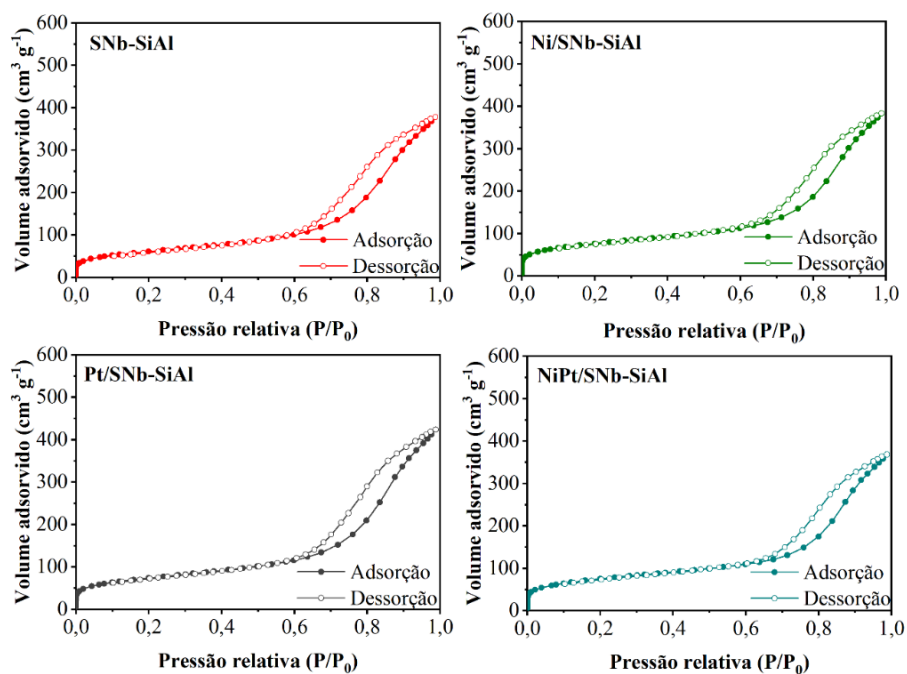 SNb-SiAl
Volume adsorvido (cm³ g⁻¹)
600
500
400
300
200
100
0
Adsorção
Dessorção
0,0 0,2 0,4 0,6 0,8 1,0
Pressão relativa (P/P₀)
Ni/SNb-SiAl
Volume adsorvido (cm³ g⁻¹)
600
500
400
300
200
100
0
Adsorção
Dessorção
0,0 0,2 0,4 0,6 0,8 1,0
Pressão relativa (P/P₀)
Pt/SNb-SiAl
Volume adsorvido (cm³ g⁻¹)
600
500
400
300
200
100
0
Adsorção
Dessorção
0,0 0,2 0,4 0,6 0,8 1,0
Pressão relativa (P/P₀)
NiPt/SNb-SiAl
Volume adsorvido (cm³ g⁻¹)
600
500
400
300
200
100
0
Adsorção
Dessorção
0,0 0,2 0,4 0,6 0,8 1,0
Pressão relativa (P/P₀)